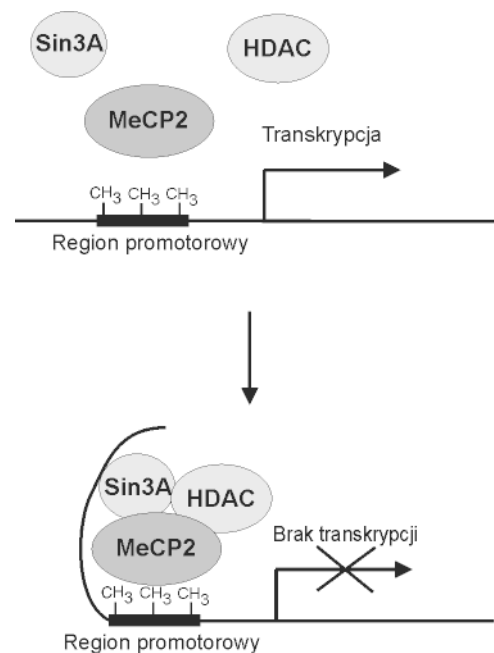 Sin3A
HDAC
MeCP2
Transkrypcja
CH₃ CH₃ CH₃
Region promotorowy
Sin3A
HDAC
MeCP2
Brak transkrypcji
CH₃ CH₃ CH₃
Region promotorowy